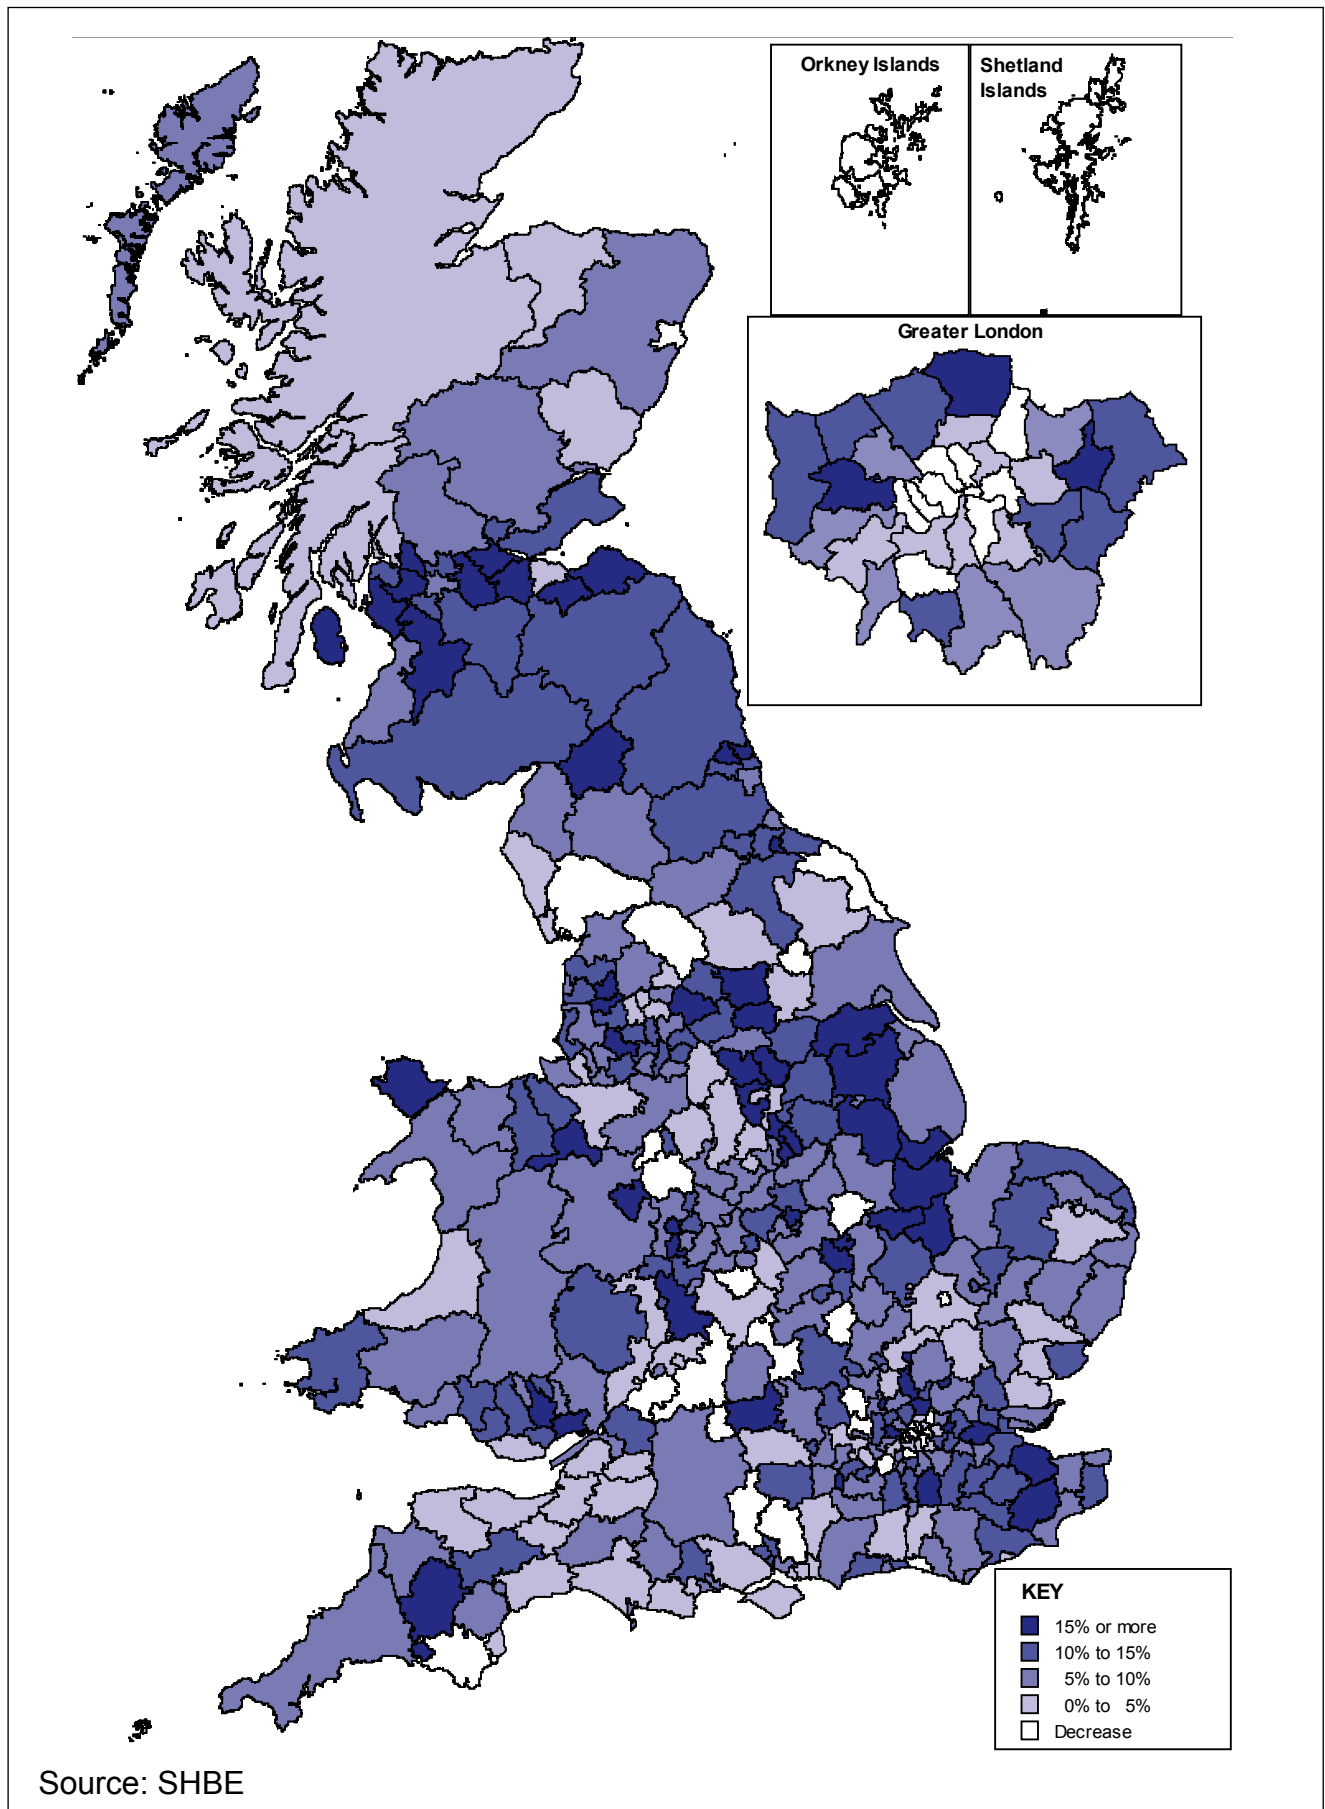 Orkney Islands
Shetland
Islands
Greater London
KEY
15% or more
10% to 15%
5% to 10%
0% to 5%
Decrease
Source: SHBE